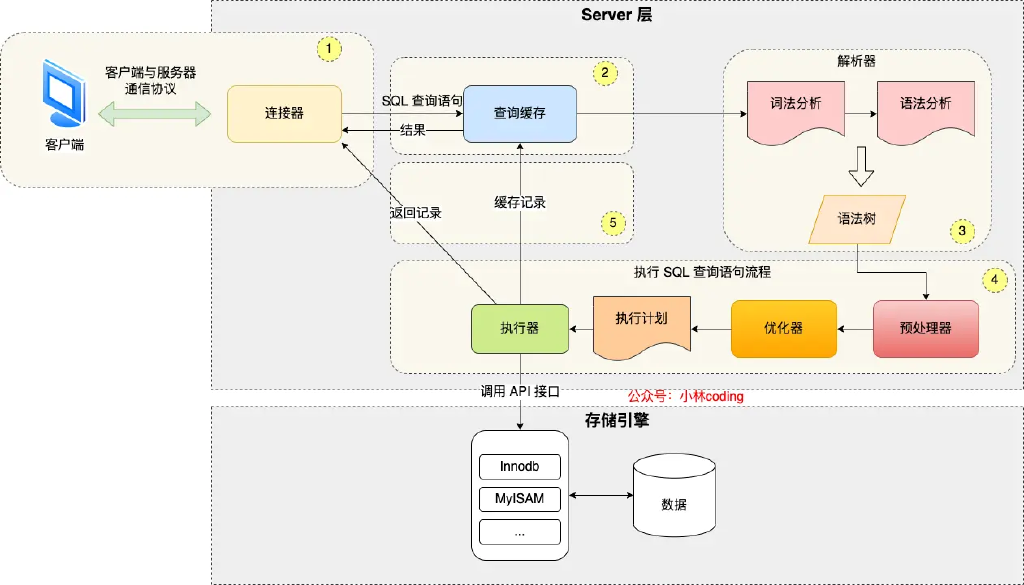 Server 层
1
客户端与服务器
通信协议
客户端
连接器
SQL 查询语句
结果
2
查询缓存
解析器
词法分析
语法分析
语法树
3
返回记录
缓存记录
5
执行 SQL 查询语句流程
4
执行器
执行计划
优化器
预处理器
调用 API 接口
公众号：小林coding
存储引擎
Innodb
MyISAM
...
数据